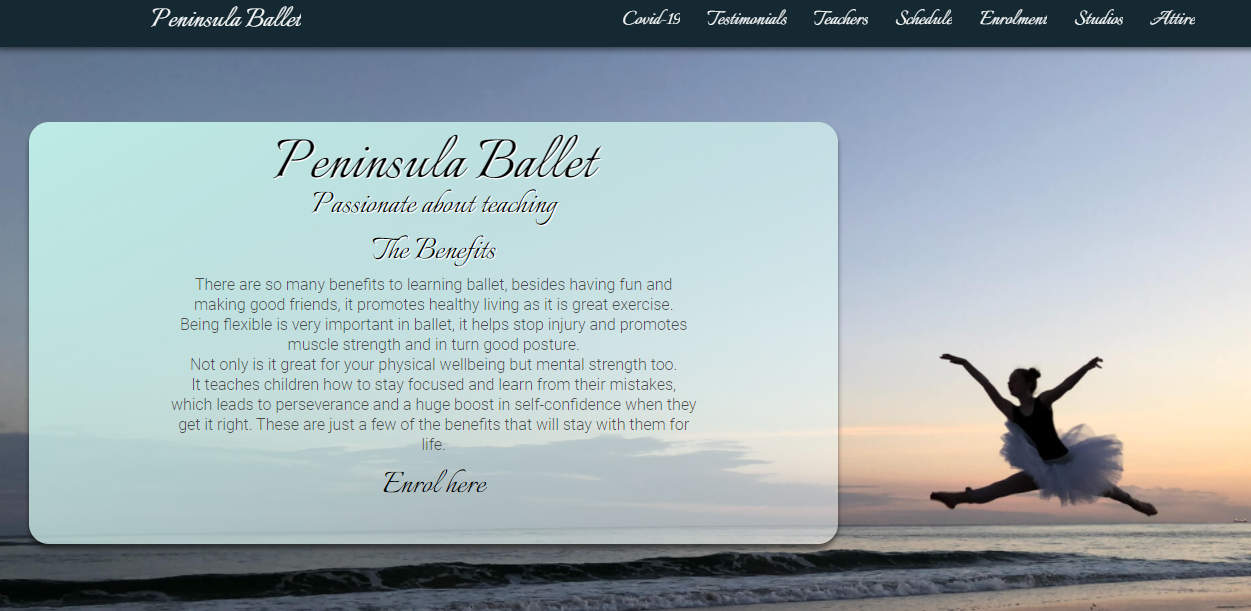 Peninsula Ballet
Covid-19 Testimonials Teachers Schedule Enrolment Studios Attire
Peninsula Ballet
Passionate about teaching
The Benefits
There are so many benefits to learning ballet, besides having fun and
making good friends, it promotes healthy living as it is great exercise.
Being flexible is very important in ballet, it helps stop injury and promotes
muscle strength and in turn good posture.
Not only is it great for your physical wellbeing but mental strength too.
It teaches children how to stay focused and learn from their mistakes,
which leads to perseverance and a huge boost in self-confidence when they
get it right. These are just a few of the benefits that will stay with them for
life.
Enrol here